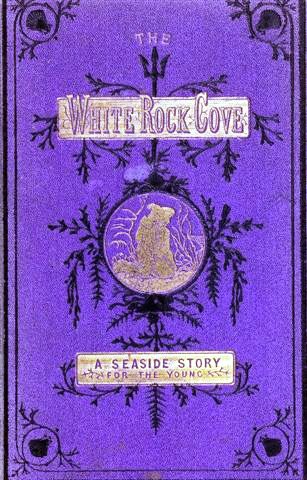 THE
WHITE ROCK COVE
A SEASIDE STORY
FOR THE YOUNG